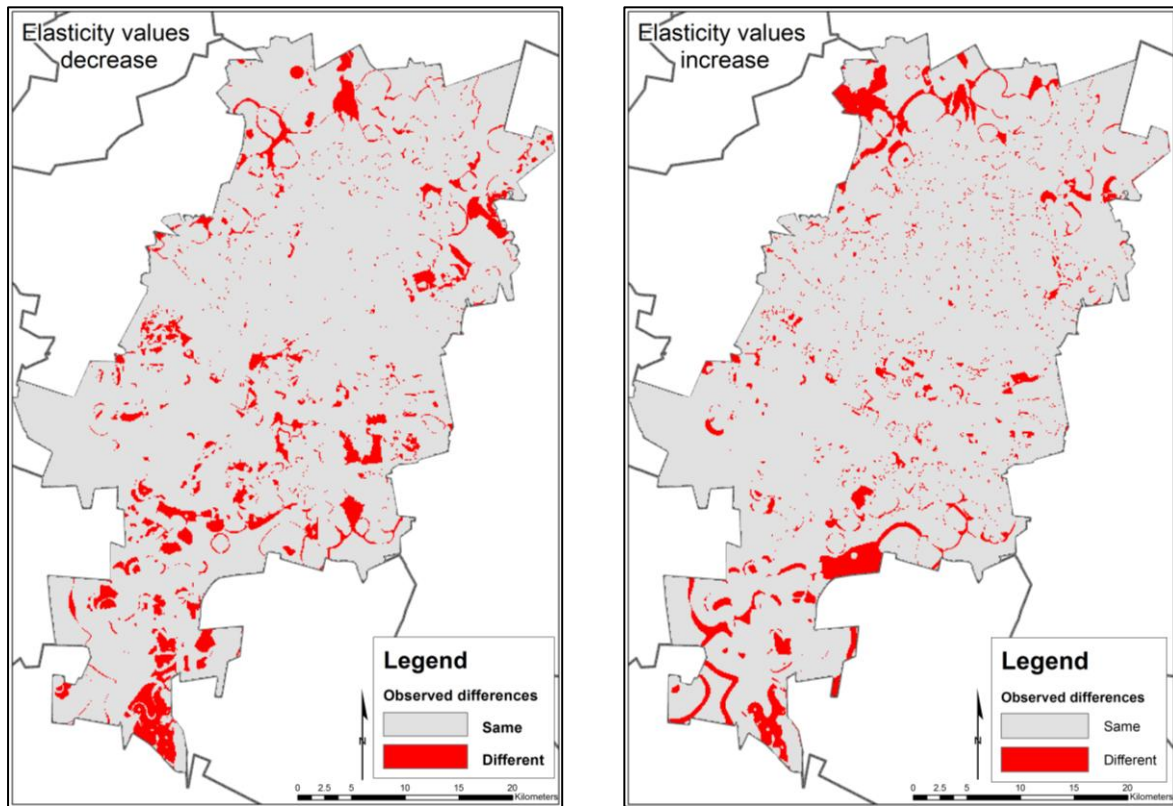 Elasticity values
decrease
Legend
Observed differences
Same
Different
N
0 2.5 5 10 15 20
Kilometers
Elasticity values
increase
Legend
Observed differences
Same
Different
N
0 2.5 5 10 15 20
Kilometers